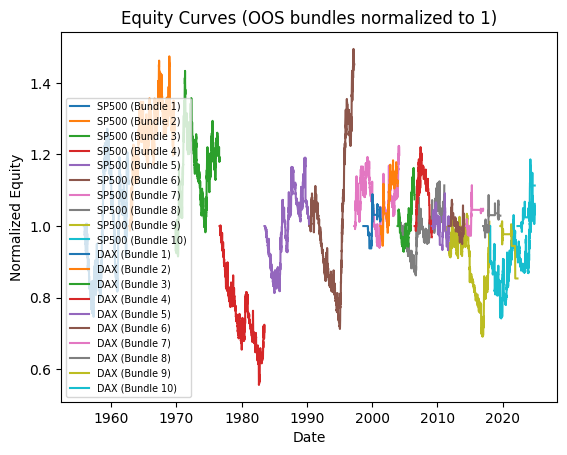 Equity Curves (OOS bundles normalized to 1)
Normalized Equity
1.4
1.2
1.0
0.8
0.6
SP500 (Bundle 1)
SP500 (Bundle 2)
SP500 (Bundle 3)
SP500 (Bundle 4)
SP500 (Bundle 5)
SP500 (Bundle 6)
SP500 (Bundle 7)
SP500 (Bundle 8)
SP500 (Bundle 9)
SP500 (Bundle 10)
DAX (Bundle 1)
DAX (Bundle 2)
DAX (Bundle 3)
DAX (Bundle 4)
DAX (Bundle 5)
DAX (Bundle 6)
DAX (Bundle 7)
DAX (Bundle 8)
DAX (Bundle 9)
DAX (Bundle 10)
1960 1970 1980 1990 2000 2010 2020
Date